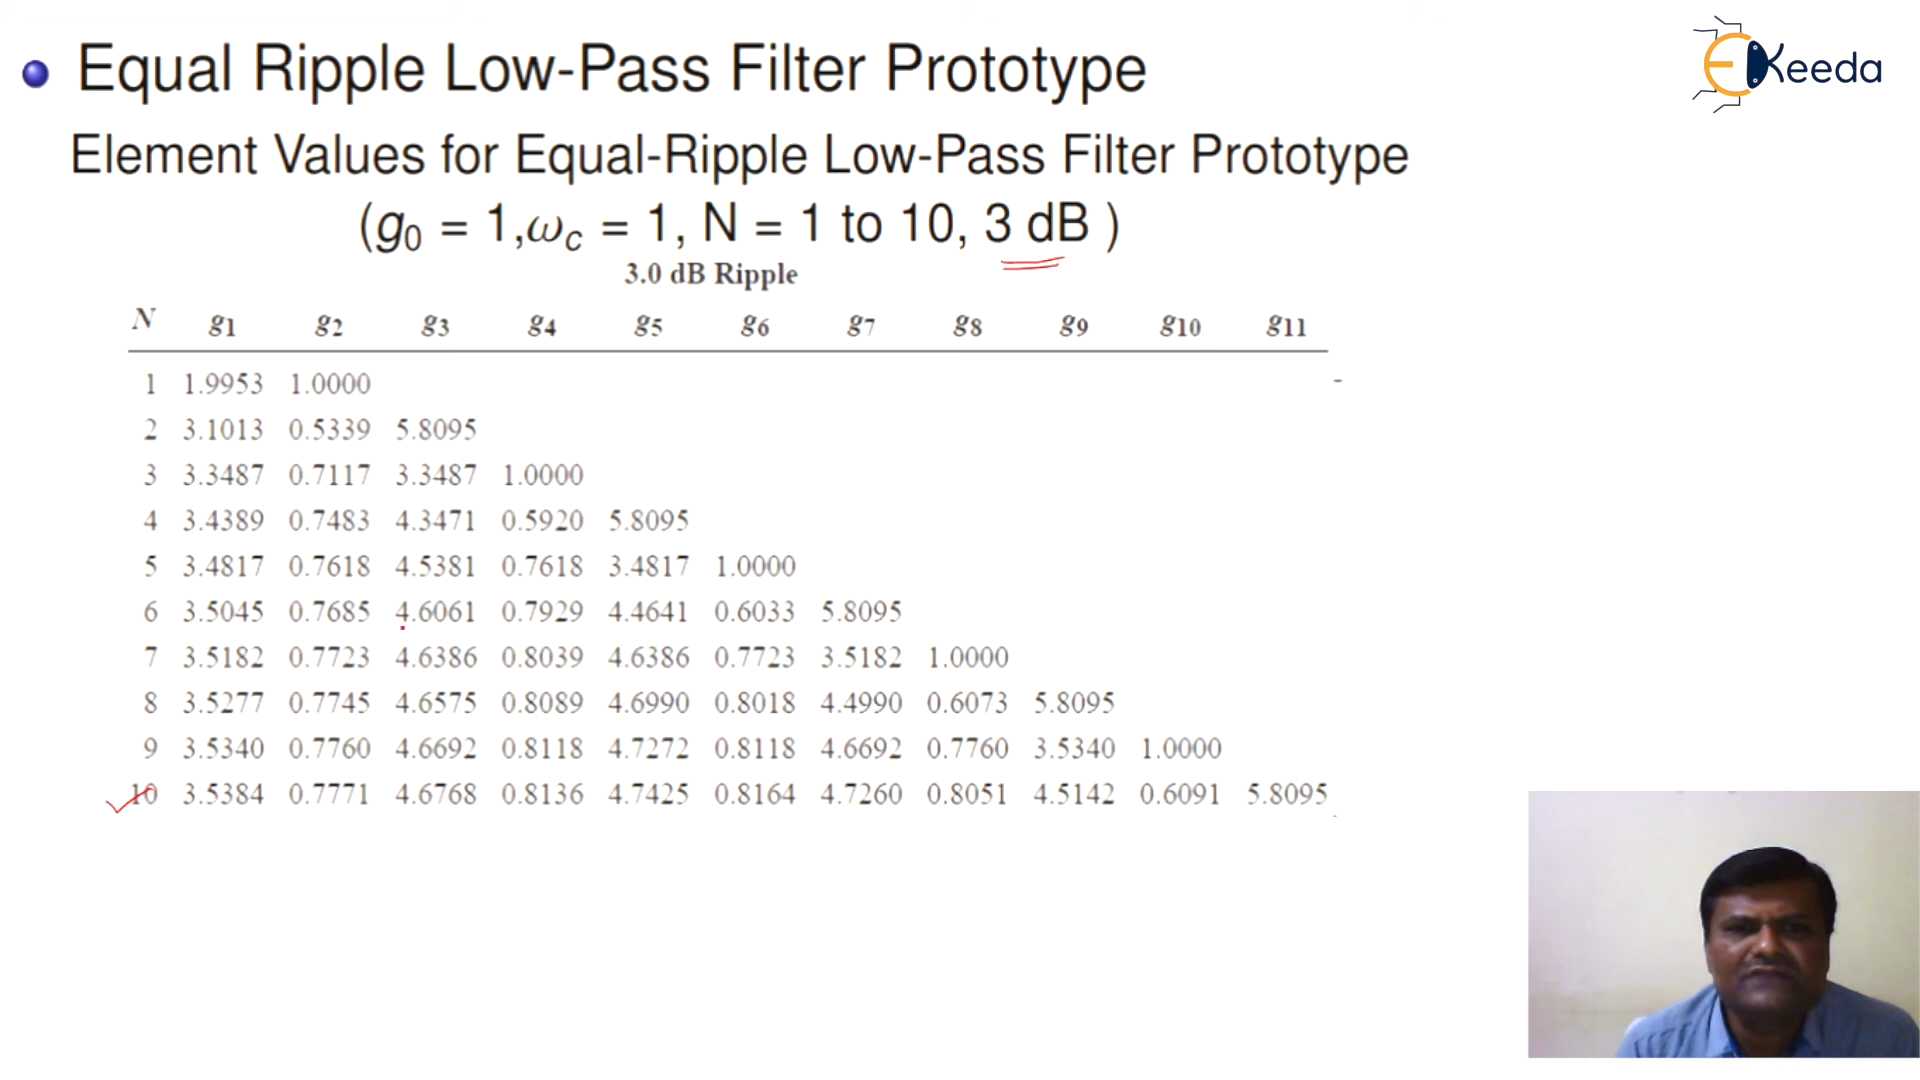 Equal Ripple Low-Pass Filter Prototype
EKeeda
Element Values for Equal-Ripple Low-Pass Filter Prototype
(g0 = 1,ωc = 1, N = 1 to 10, 3 dB )
3.0 dB Ripple
N g1 g2 g3 g4 g5 g6 g7 g8 g9 g10 g11
1 1.9953 1.0000
2 3.1013 0.5339 5.8095
3 3.3487 0.7117 3.3487 1.0000
4 3.4389 0.7483 4.3471 0.5920 5.8095
5 3.4817 0.7618 4.5381 0.7618 3.4817 1.0000
6 3.5045 0.7685 4.6061 0.7929 4.4641 0.6033 5.8095
7 3.5182 0.7723 4.6386 0.8039 4.6386 0.7723 3.5182 1.0000
8 3.5277 0.7745 4.6575 0.8089 4.6990 0.8018 4.4990 0.6073 5.8095
9 3.5340 0.7760 4.6692 0.8118 4.7272 0.8118 4.6692 0.7760 3.5340 1.0000
10 3.5384 0.7771 4.6768 0.8136 4.7425 0.8164 4.7260 0.8051 4.5142 0.6091 5.8095